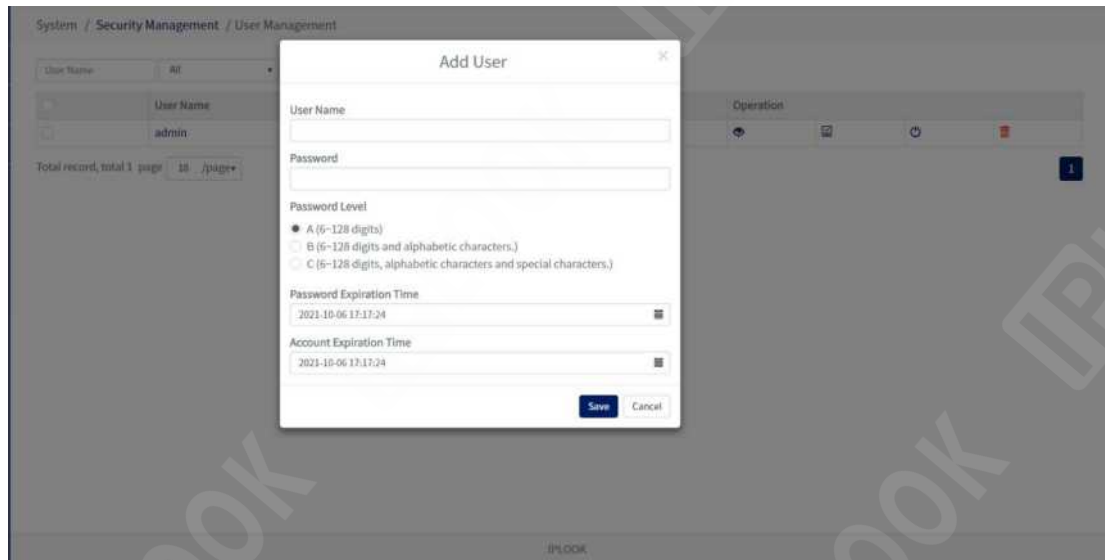 System / Security Management / User Management
User Name All
User Name Operation
admin
Total record, total 1 page 10 /page
1
Add User
User Name
Password
Password Level
A (6~128 digits)
B (6~128 digits and alphabetic characters.)
C (6~128 digits, alphabetic characters and special characters.)
Password Expiration Time
2021-10-06 17:17:24
Account Expiration Time
2021-10-06 17:17:24
Save Cancel
IPLOOK